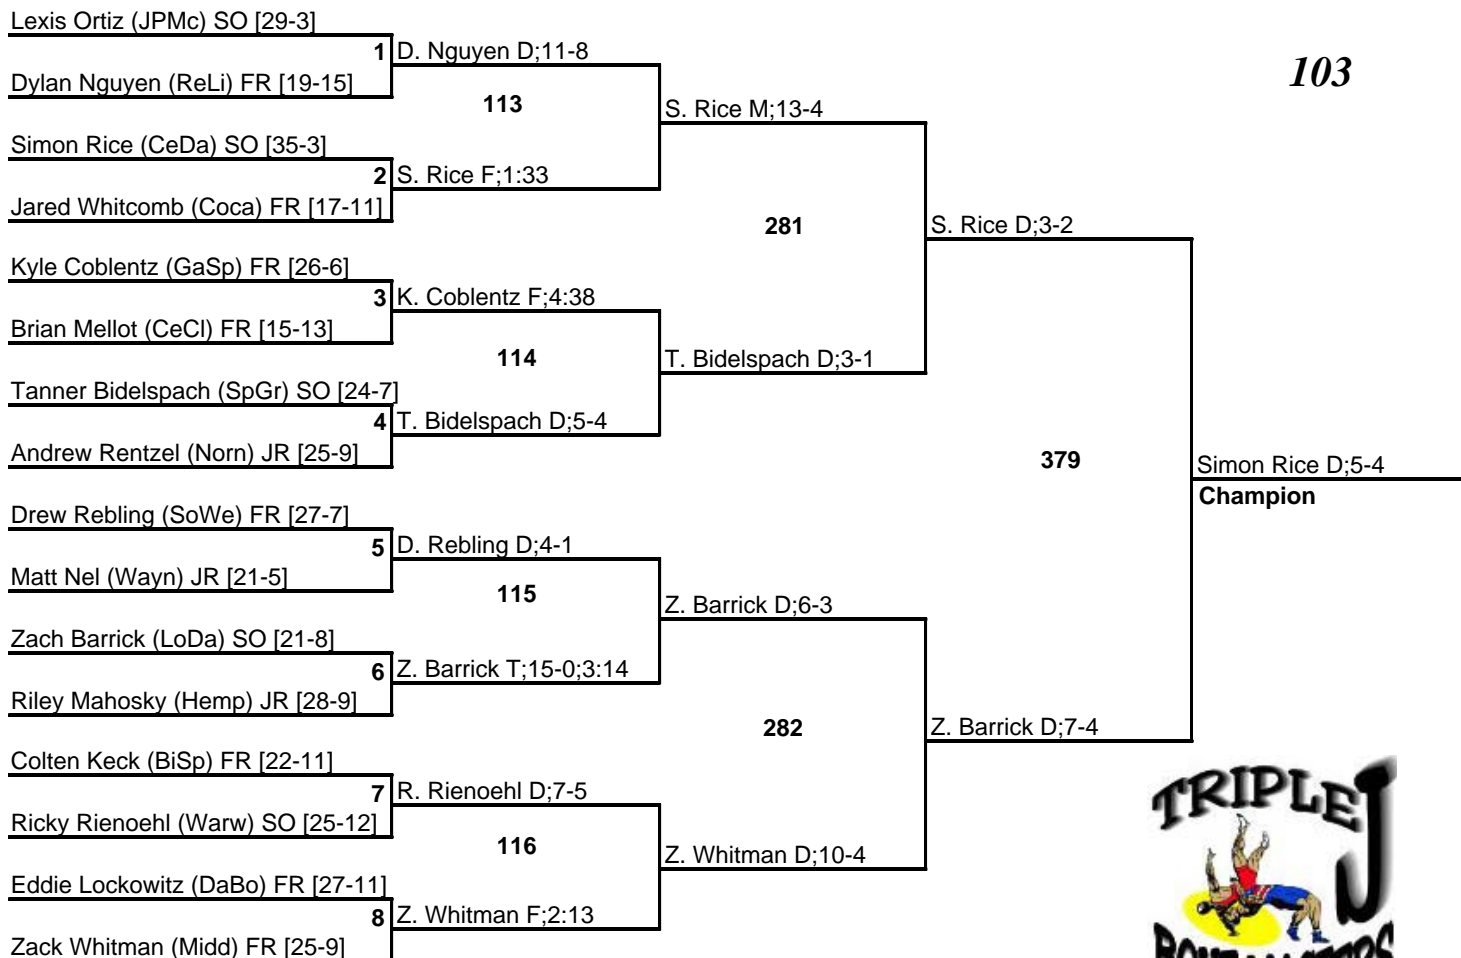 Lexis Ortiz (JPMc) SO [29-3]
1 D. Nguyen D;11-8
Dylan Nguyen (ReLi) FR [19-15]
103
113
S. Rice M;13-4
Simon Rice (CeDa) SO [35-3]
2 S. Rice F;1:33
Jared Whitcomb (Coca) FR [17-11]
281
S. Rice D;3-2
Kyle Coblentz (GaSp) FR [26-6]
3 K. Coblentz F;4:38
Brian Mellot (CeCl) FR [15-13]
114
T. Bidelspach D;3-1
Tanner Bidelspach (SpGr) SO [24-7]
4 T. Bidelspach D;5-4
Andrew Rentzel (Norn) JR [25-9]
379
Simon Rice D;5-4
Champion
Drew Rebling (SoWe) FR [27-7]
5 D. Rebling D;4-1
Matt Nel (Wayn) JR [21-5]
115
Z. Barrick D;6-3
Zach Barrick (LoDa) SO [21-8]
6 Z. Barrick T;15-0;3:14
Riley Mahosky (Hemp) JR [28-9]
282
Z. Barrick D;7-4
Colten Keck (BiSp) FR [22-11]
7 R. Rienoehl D;7-5
Ricky Rienoehl (Warw) SO [25-12]
116
Z. Whitman D;10-4
Eddie Lockowitz (DaBo) FR [27-11]
8 Z. Whitman F;2:13
Zack Whitman (Midd) FR [25-9]
TRIPLE J